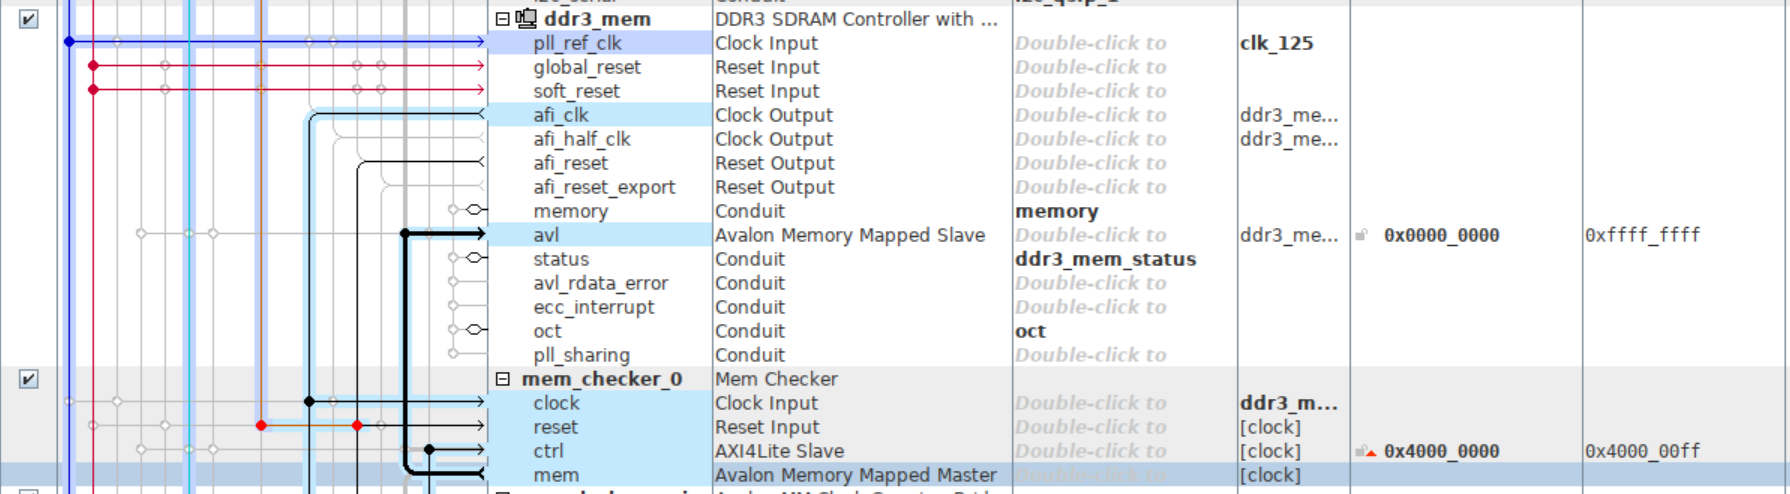 ddr3_mem DDR3 SDRAM Controller with ...
pll_ref_clk Clock Input Double-click to clk_125
global_reset Reset Input Double-click to
soft_reset Reset Input Double-click to
afi_clk Clock Output Double-click to ddr3_me...
afi_half_clk Clock Output Double-click to ddr3_me...
afi_reset Reset Output Double-click to
afi_reset_export Reset Output Double-click to
memory Conduit memory
avl Avalon Memory Mapped Slave Double-click to ddr3_me... 0x0000_0000 0xffff_ffff
status Conduit ddr3_mem_status
avl_rdata_error Conduit Double-click to
ecc_interrupt Conduit Double-click to
oct Conduit oct
pll_sharing Conduit Double-click to
mem_checker_0 Mem Checker
clock Clock Input Double-click to ddr3_m...
reset Reset Input Double-click to [clock]
ctrl AXI4Lite Slave Double-click to [clock] 0x4000_0000 0x4000_00ff
mem Avalon Memory Mapped Master Double-click to [clock]